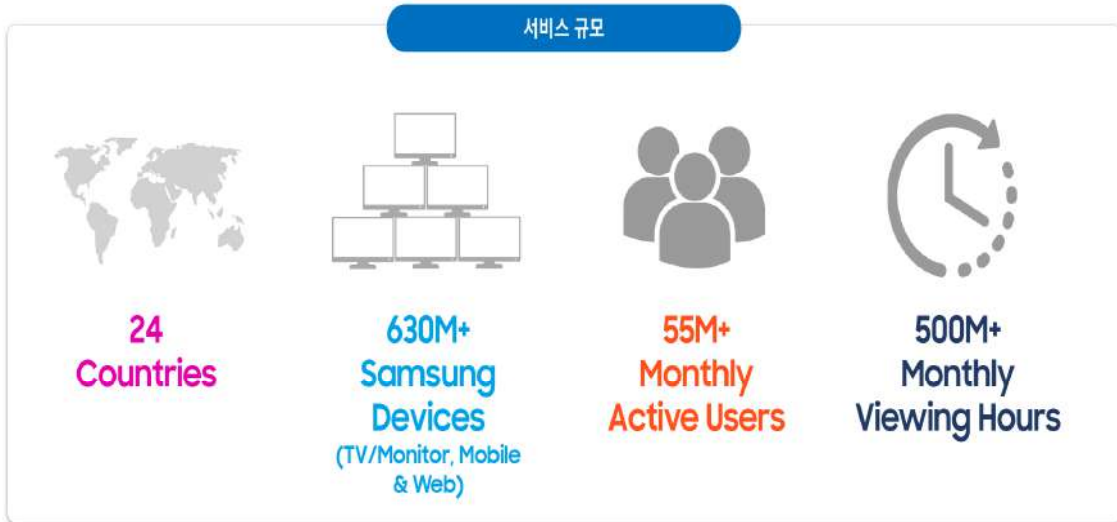 서비스 규모
24
Countries
630M+
Samsung
Devices
(TV/Monitor, Mobile
& Web)
55M+
Monthly
Active Users
500M+
Monthly
Viewing Hours